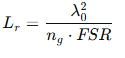 L_r = \frac{\lambda_0^2}{n_g \cdot FSR}